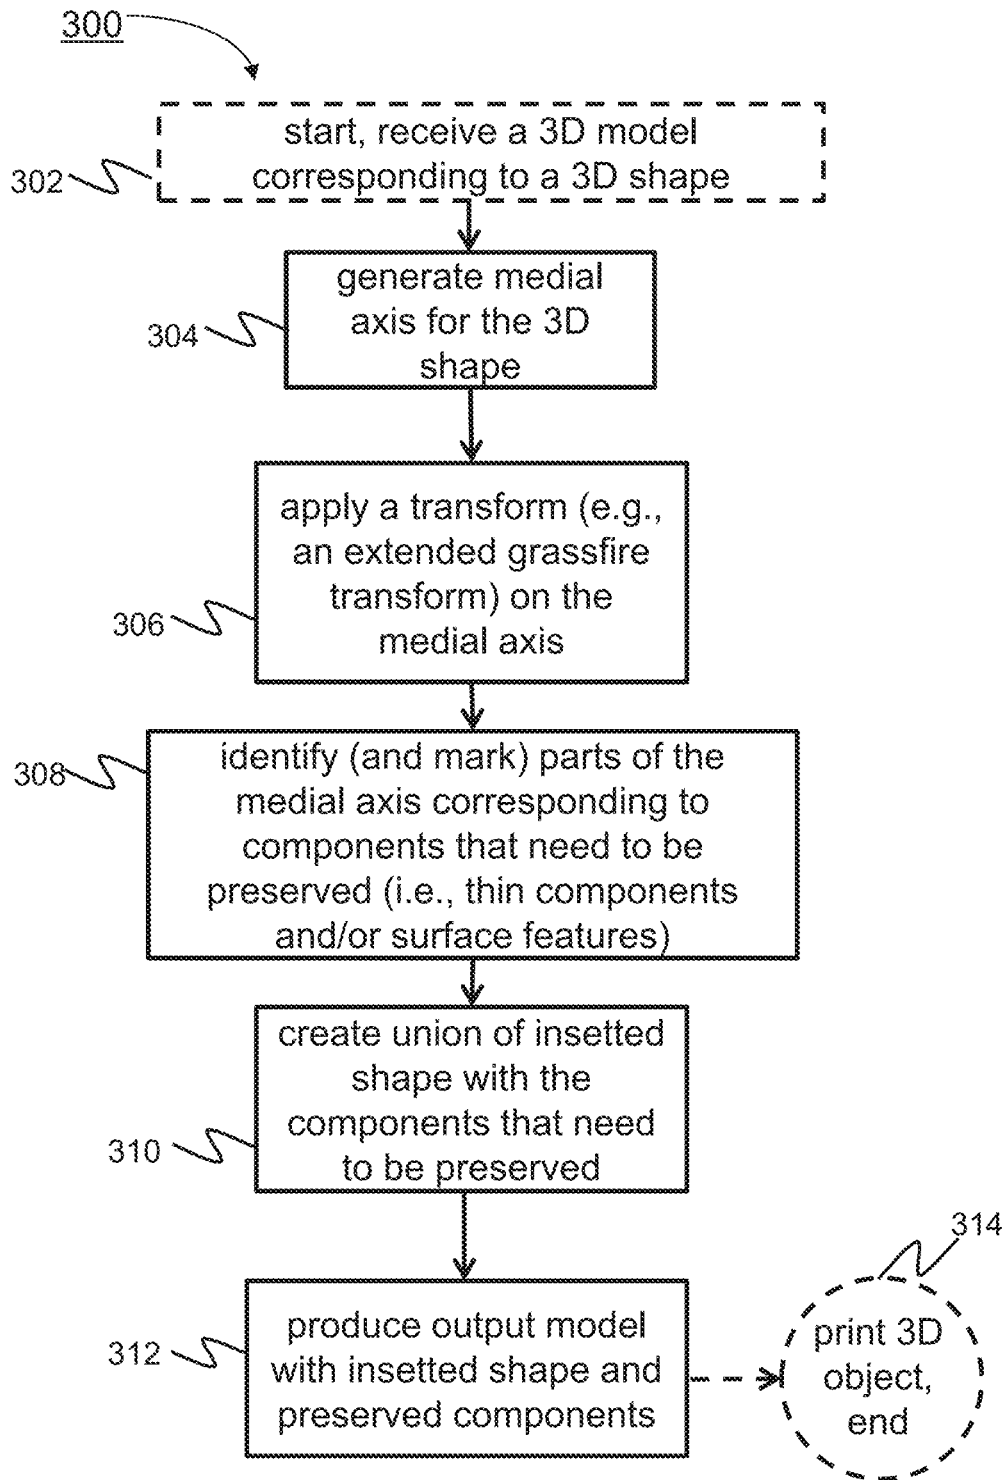 300
start, receive a 3D model
corresponding to a 3D shape
302
generate medial
axis for the 3D
shape
304
apply a transform (e.g.,
an extended grassfire
transform) on the
medial axis
306
identify (and mark) parts of the
medial axis corresponding to
components that need to be
preserved (i.e., thin components
and/or surface features)
308
create union of insetted
shape with the
components that need
to be preserved
310
produce output model
with insetted shape and
preserved components
312
314
print 3D
object,
end